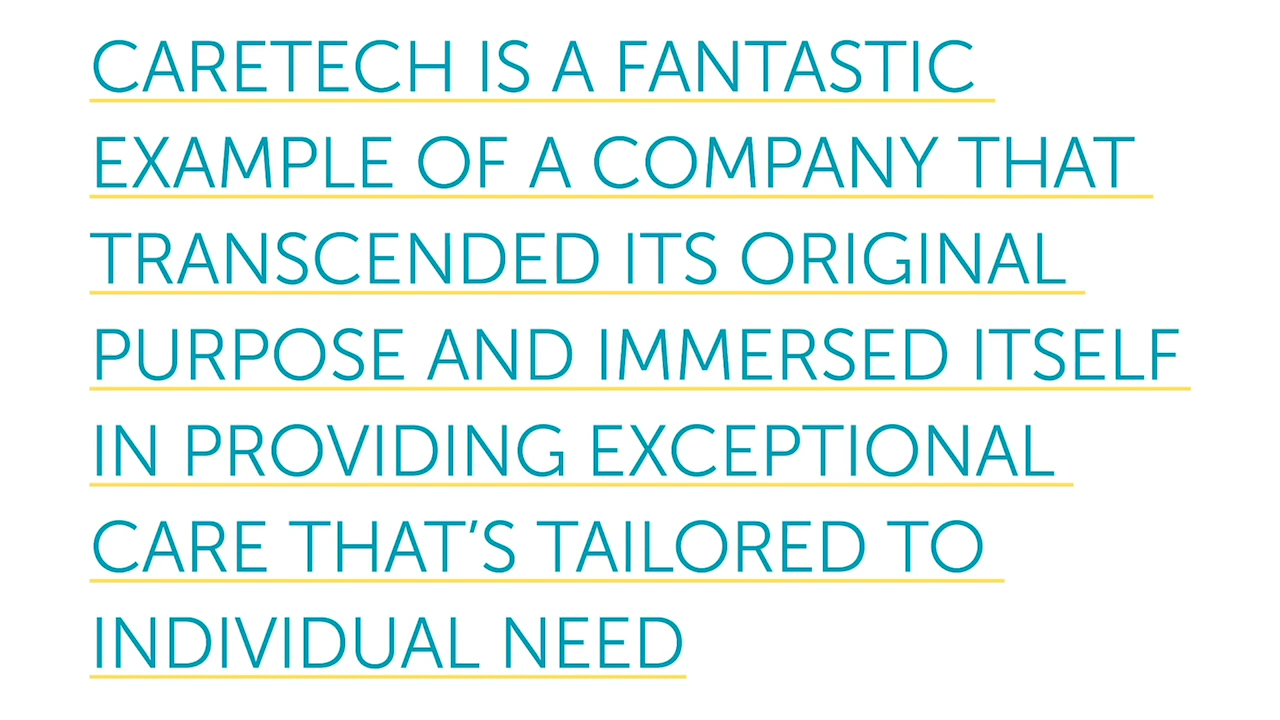 CARETECH IS A FANTASTIC
EXAMPLE OF A COMPANY THAT
TRANSCENDED ITS ORIGINAL
PURPOSE AND IMMERSED ITSELF
IN PROVIDING EXCEPTIONAL
CARE THAT’S TAILORED TO
INDIVIDUAL NEED